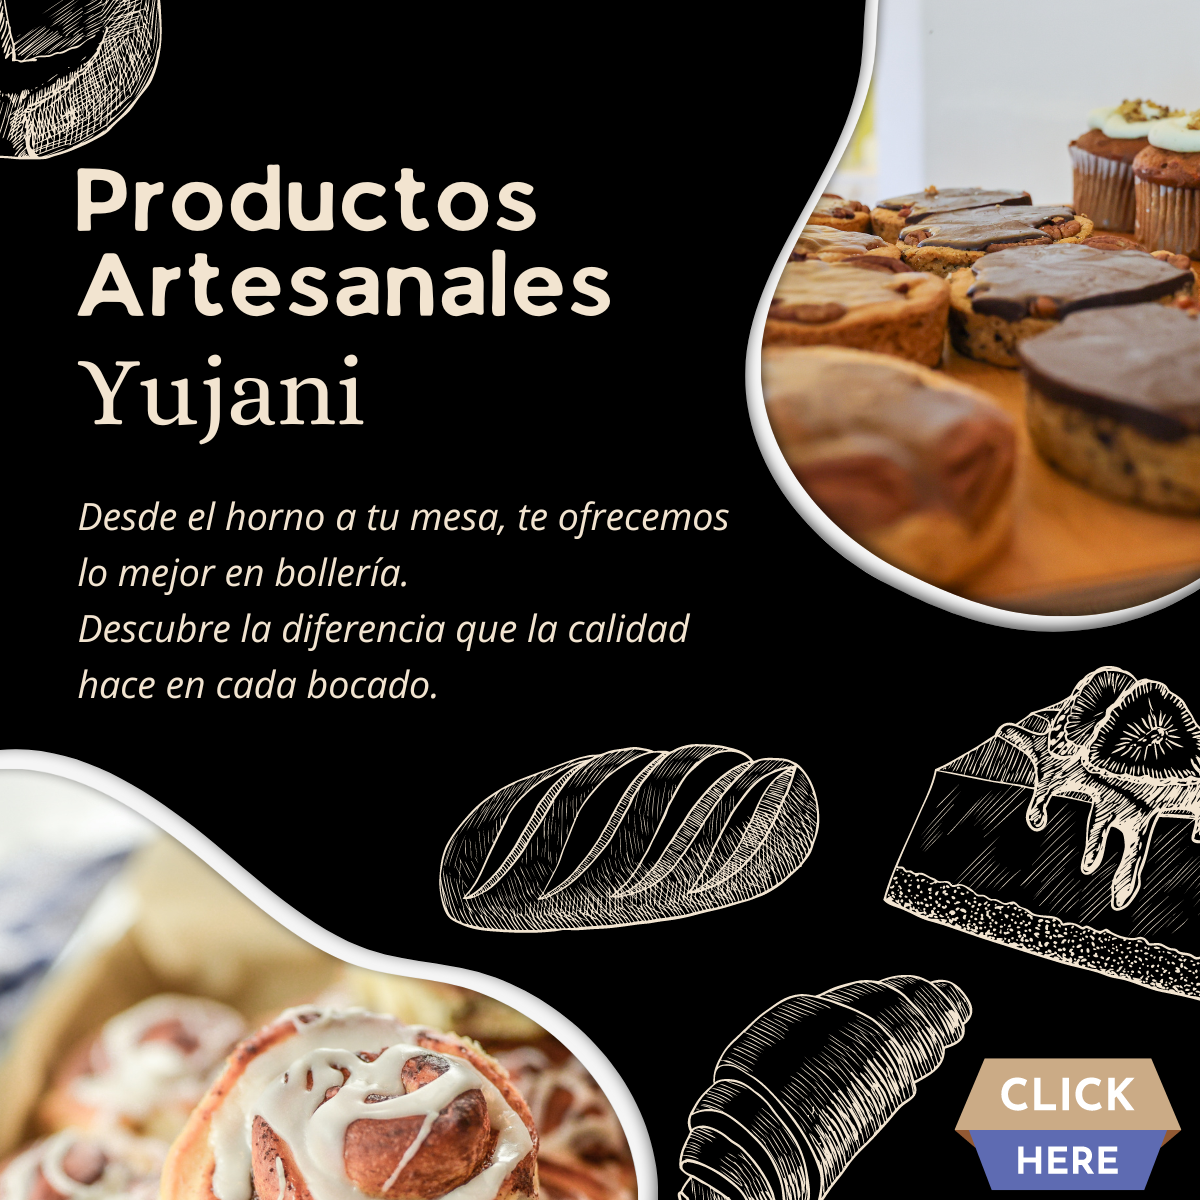 Productos
Artesanales
Yujani
Desde el horno a tu mesa, te ofrecemos
lo mejor en bollería.
Descubre la diferencia que la calidad
hace en cada bocado.
CLICK
HERE